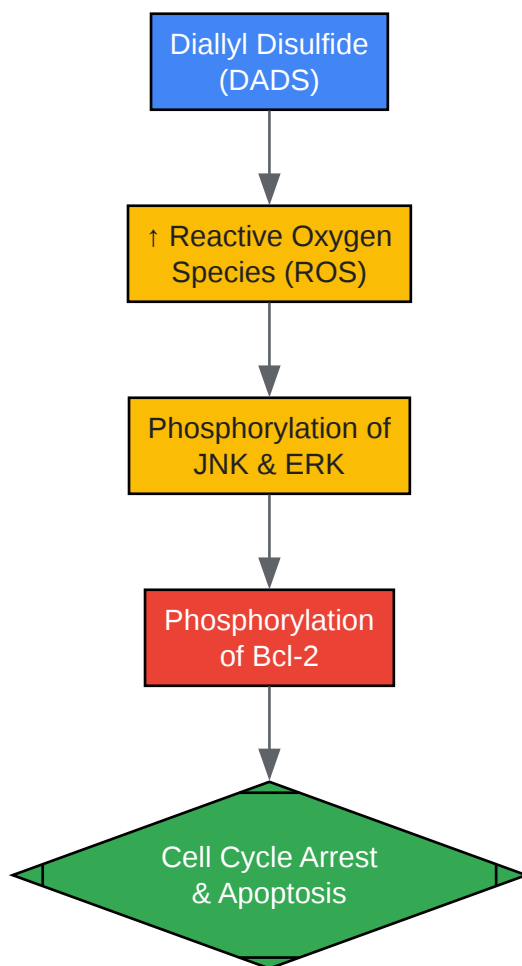 Diallyl Disulfide
(DADS)
↑ Reactive Oxygen
Species (ROS)
Phosphorylation of
JNK & ERK
Phosphorylation
of Bcl-2
Cell Cycle Arrest
& Apoptosis